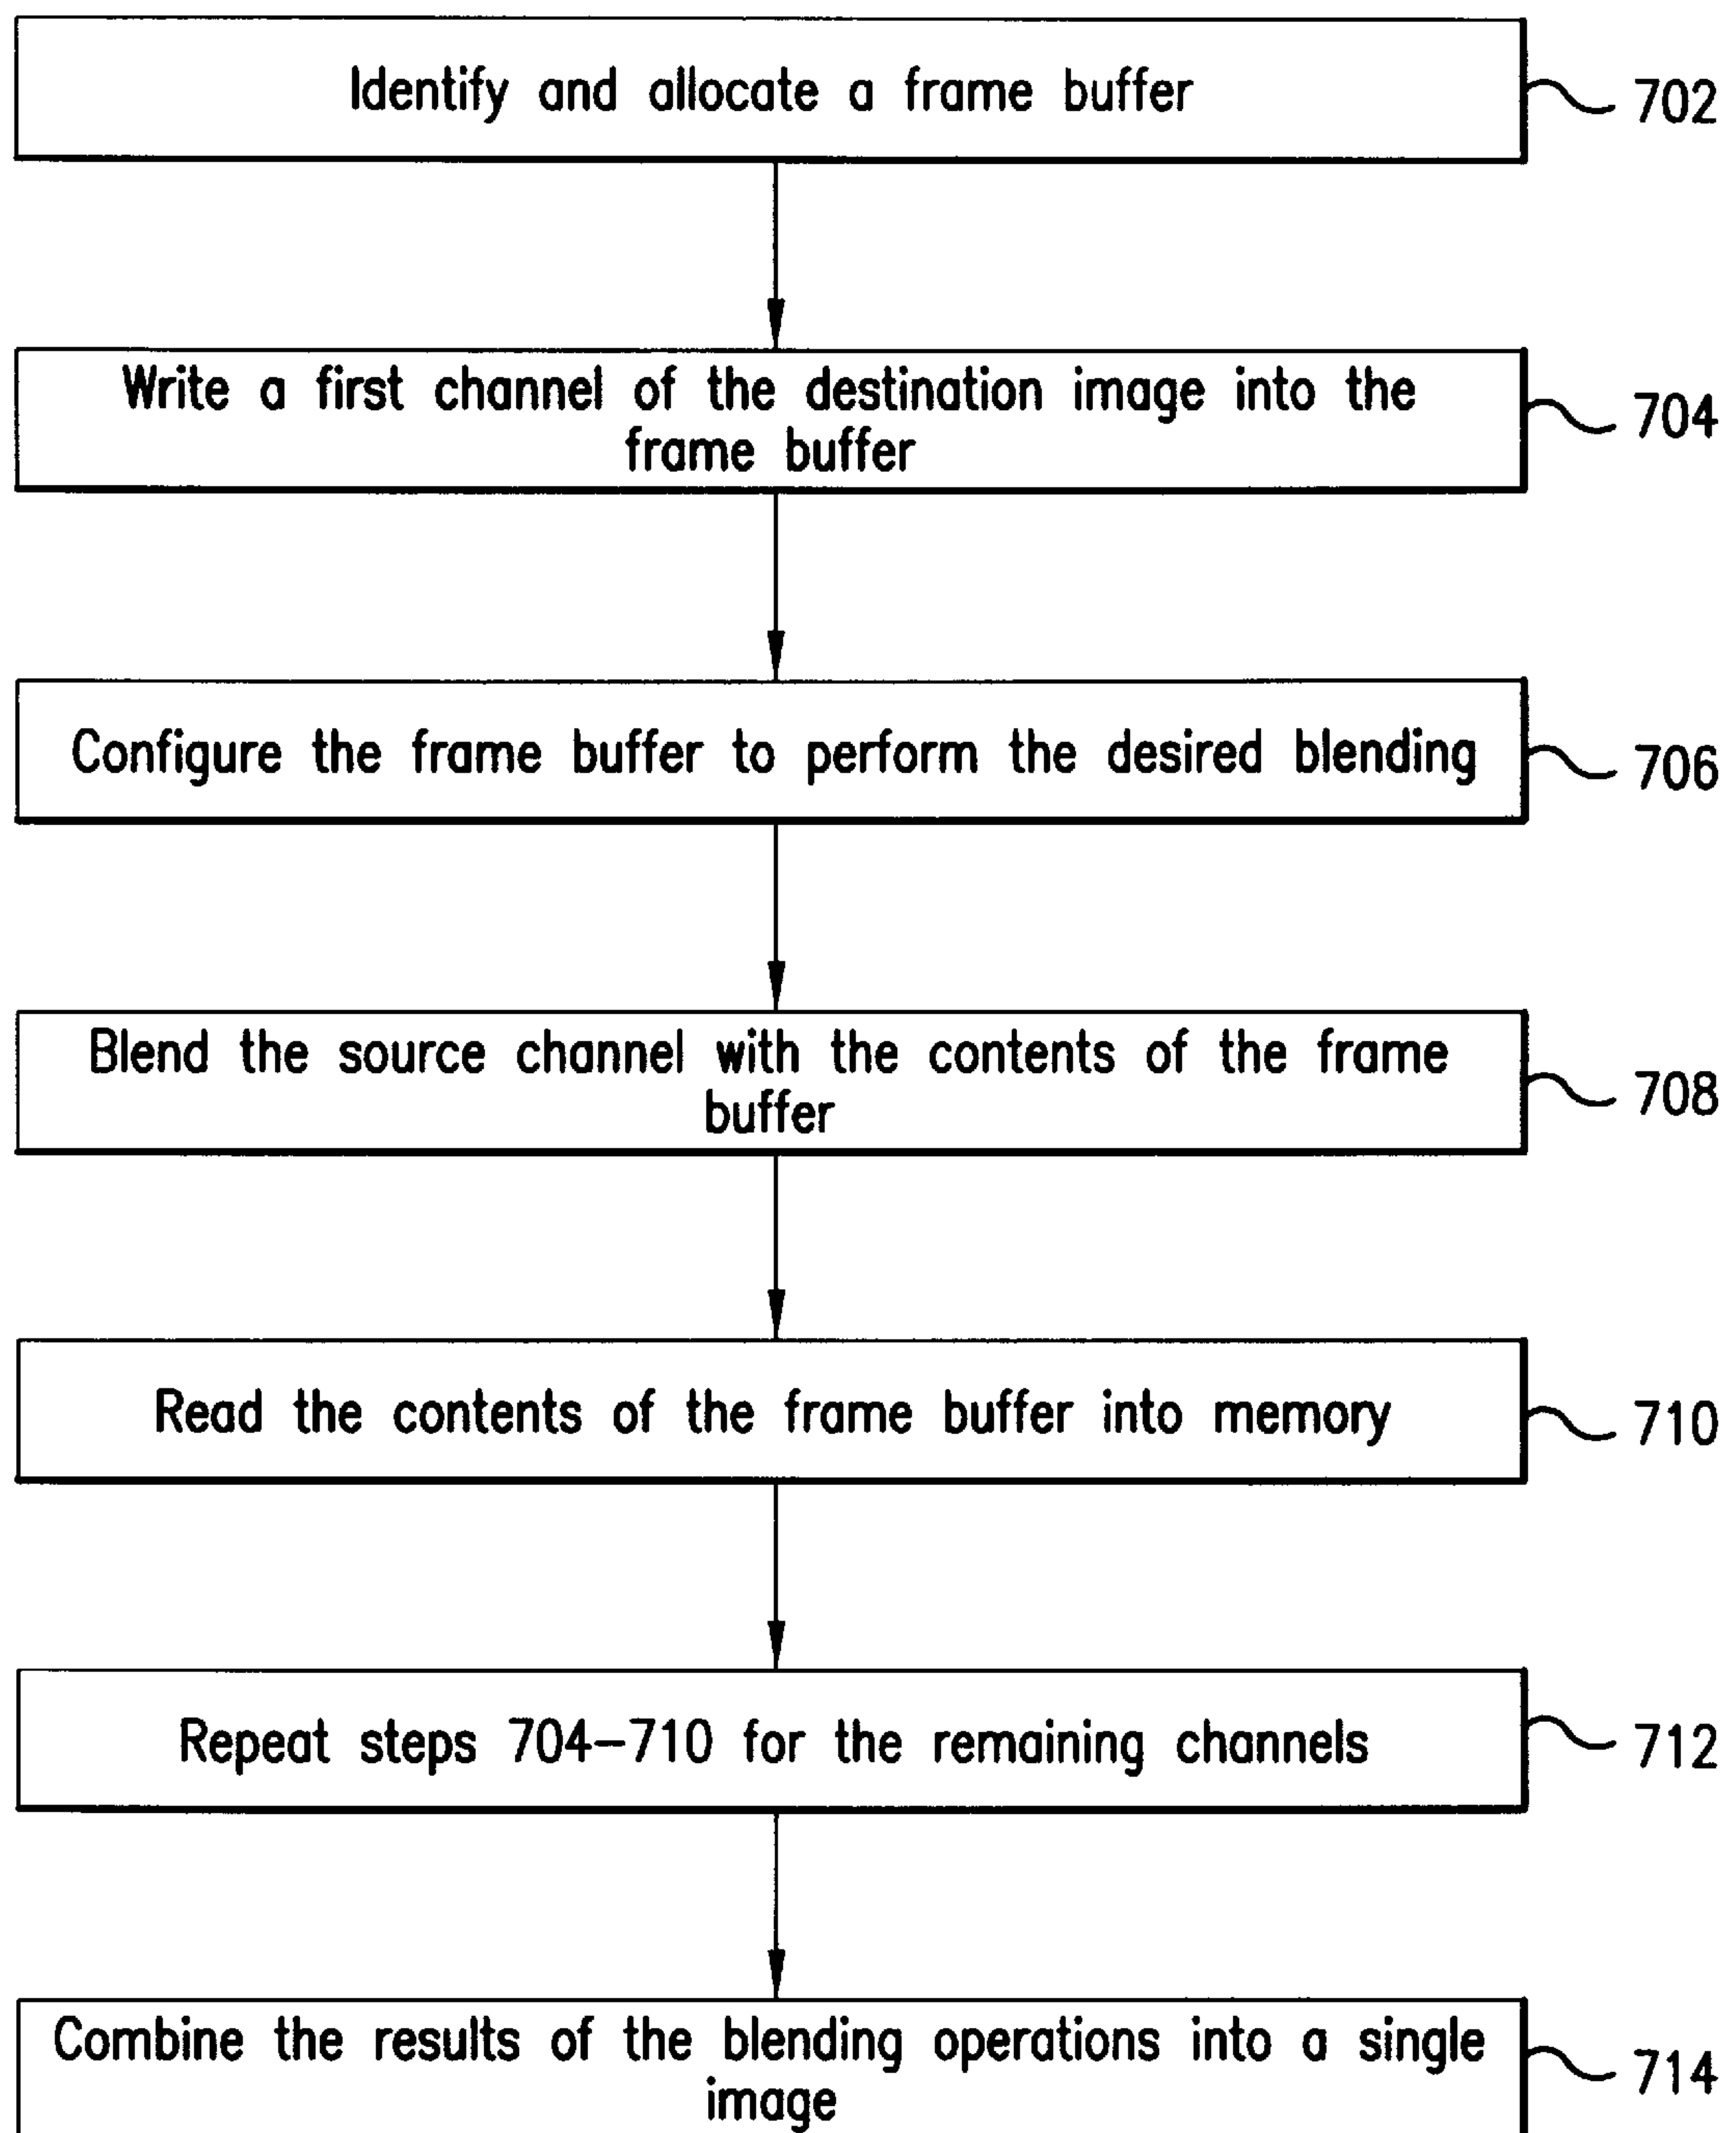 Identify and allocate a frame buffer
702
Write a first channel of the destination image into the
frame buffer
704
Configure the frame buffer to perform the desired blending
706
Blend the source channel with the contents of the frame
buffer
708
Read the contents of the frame buffer into memory
710
Repeat steps 704–710 for the remaining channels
712
Combine the results of the blending operations into a single
image
714